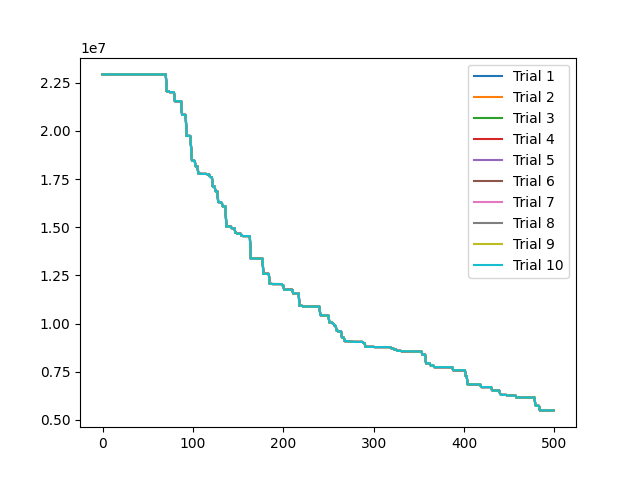 1e7
2.25
2.00
1.75
1.50
1.25
1.00
0.75
0.50
0
100
200
300
400
500
Trial 1
Trial 2
Trial 3
Trial 4
Trial 5
Trial 6
Trial 7
Trial 8
Trial 9
Trial 10